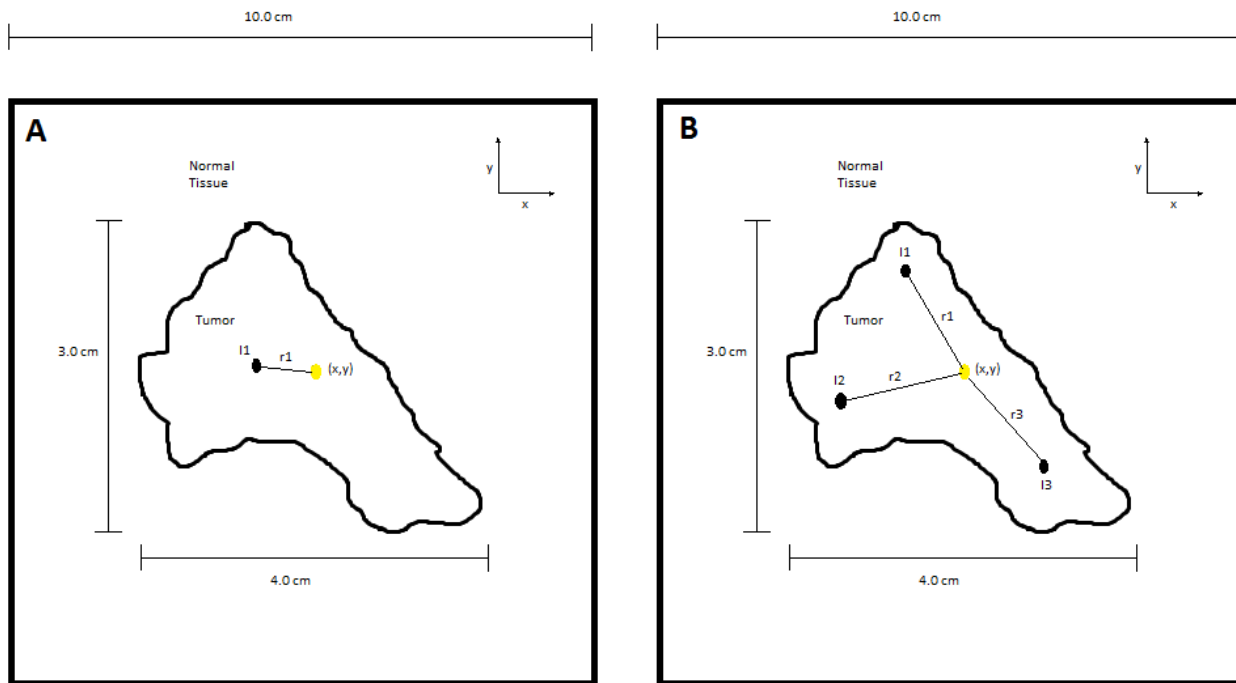 10.0 cm
10.0 cm
A
Normal
Tissue
y
x
3.0 cm
Tumor
I1
r1
(x,y)
4.0 cm
B
Normal
Tissue
y
x
3.0 cm
I1
Tumor
r1
(x,y)
I2
r2
r3
I3
4.0 cm